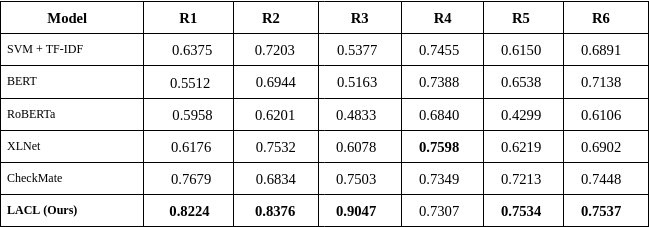 Model R1 R2 R3 R4 R5 R6
SVM + TF-IDF 0.6375 0.7203 0.5377 0.7455 0.6150 0.6891
BERT 0.5512 0.6944 0.5163 0.7388 0.6538 0.7138
RoBERTa 0.5958 0.6201 0.4833 0.6840 0.4299 0.6106
XLNet 0.6176 0.7532 0.6078 0.7598 0.6219 0.6902
CheckMate 0.7679 0.6834 0.7503 0.7349 0.7213 0.7448
LACL (Ours) 0.8224 0.8376 0.9047 0.7307 0.7534 0.7537